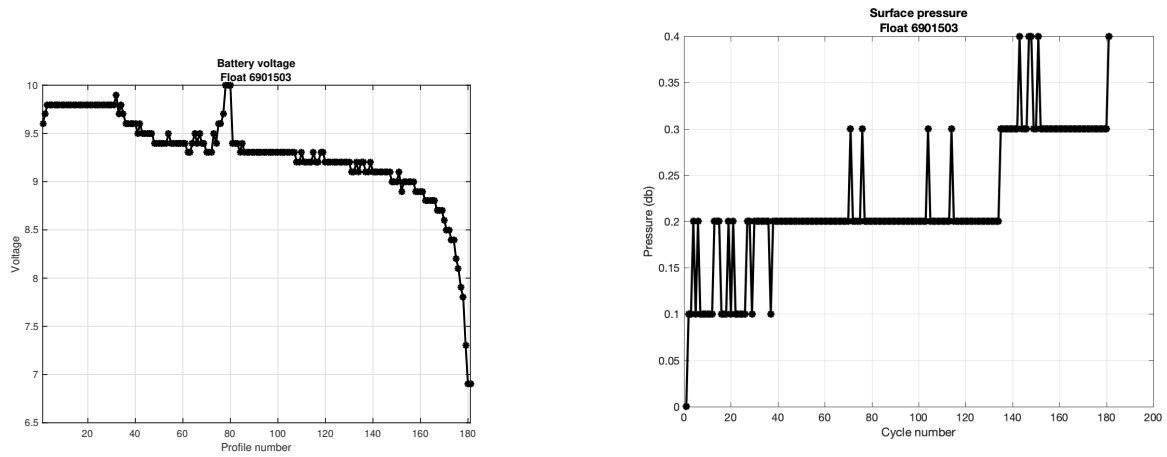 Battery voltage
Float 6901503
10
9.5
9
8.5
8
7.5
7
6.5
Voltage
20 40 60 80 100 120 140 160 180
Profile number
Surface pressure
Float 6901503
0.4
0.35
0.3
0.25
0.2
0.15
0.1
0.05
0
Pressure (db)
0 20 40 60 80 100 120 140 160 180 200
Cycle number